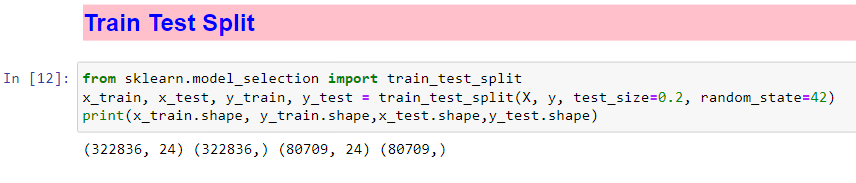 Train Test Split
In [12]: from sklearn.model_selection import train_test_split
x_train, x_test, y_train, y_test = train_test_split(X, y, test_size=0.2, random_state=42)
print(x_train.shape, y_train.shape,x_test.shape,y_test.shape)
(322836, 24) (322836,) (80709, 24) (80709,)